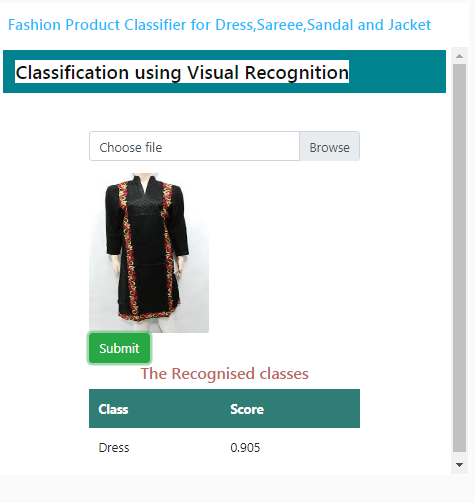 Fashion Product Classifier for Dress,Sareee,Sandal and Jacket
Classification using Visual Recognition
Choose file Browse
Submit
The Recognised classes
Class Score
Dress 0.905